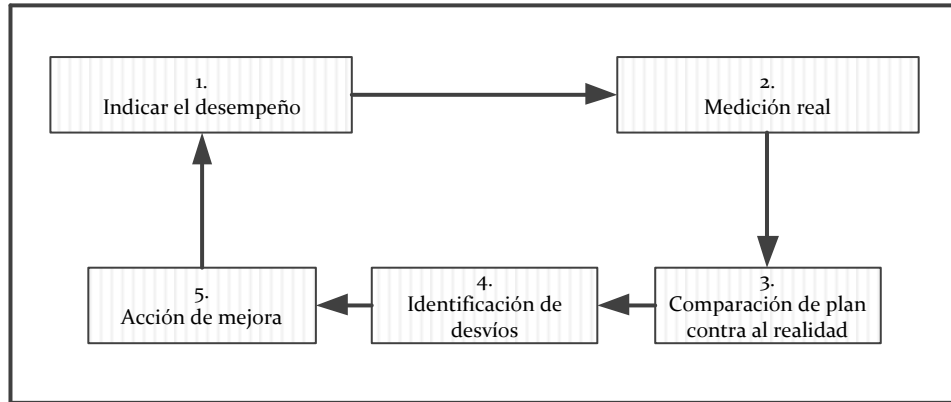 1.
Indicar el desempeño
2.
Medición real
3.
Comparación de plan
contra al realidad
4.
Identificación de
desvíos
5.
Acción de mejora